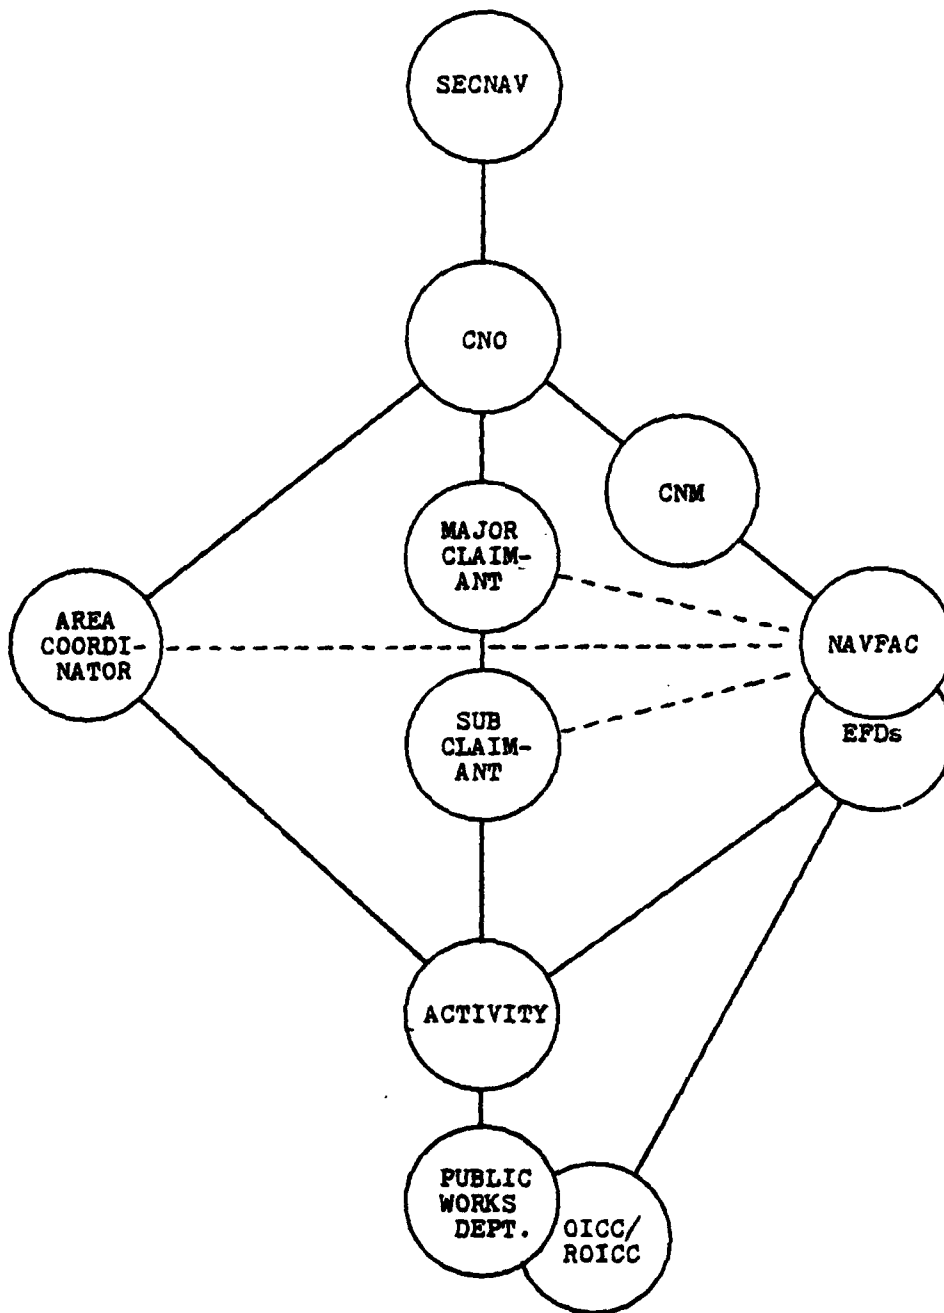 SECNAV
CNO
CNM
MAJOR
CLAIM-
ANT
AREA
COORDI-
NATOR
NAVFAC
SUB
CLAIM-
ANT
EFDs
ACTIVITY
PUBLIC
WORKS
DEPT.
OICC/
ROICC